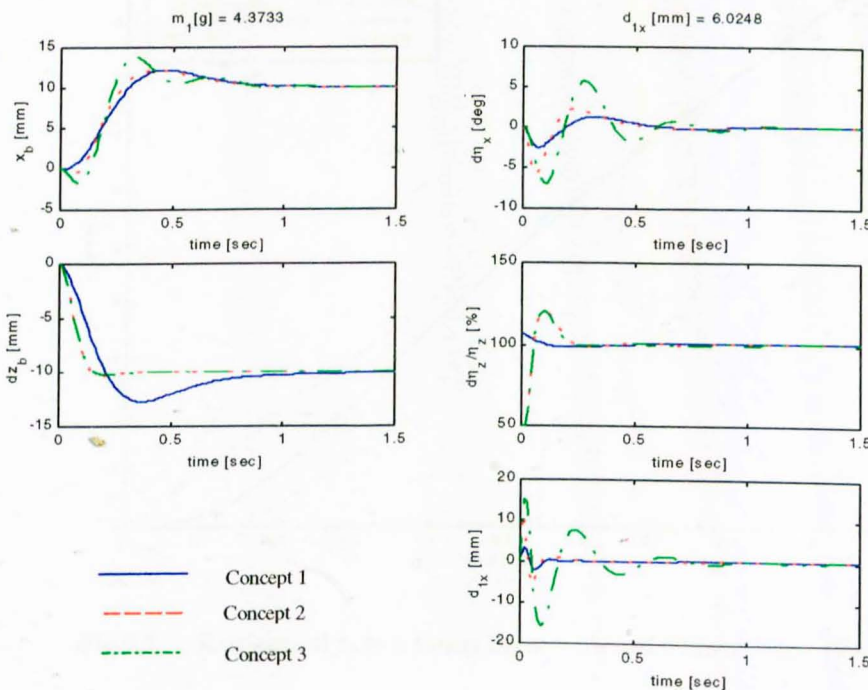 m1[g] = 4.3733
d1x [mm] = 6.0248
15
10
5
0
-5
xb [mm]
0
0.5
1
1.5
time [sec]
10
5
0
-5
-10
dηx [deg]
0
0.5
1
1.5
time [sec]
0
-5
-10
-15
dzb [mm]
0
0.5
1
1.5
time [sec]
150
100
50
dηz/ηz [%]
0
0.5
1
1.5
time [sec]
20
10
0
-10
-20
d1x [mm]
0
0.5
1
1.5
time [sec]
Concept 1
Concept 2
Concept 3